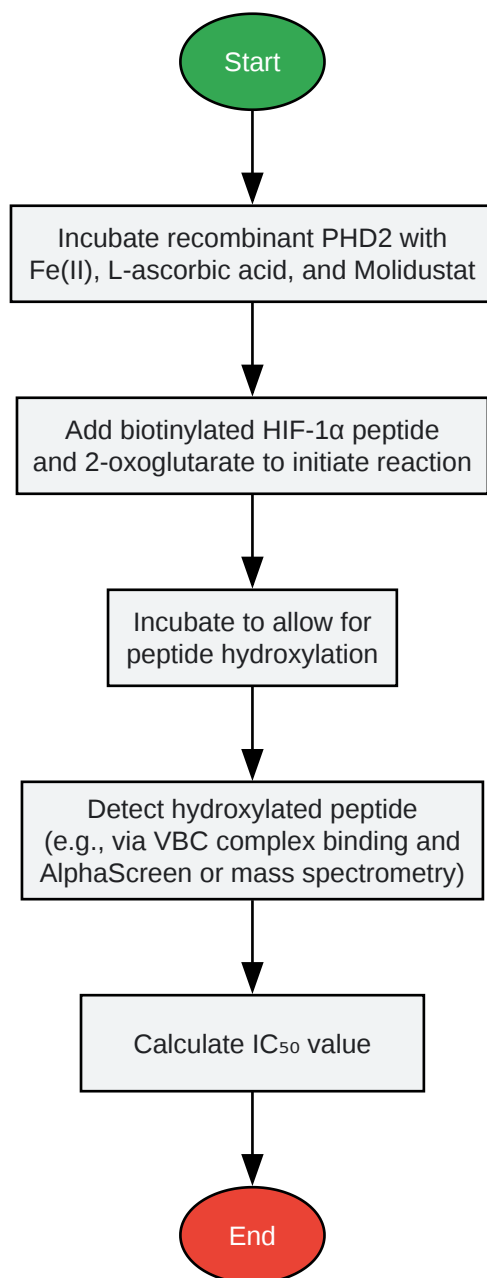 Start
Incubate recombinant PHD2 with
Fe(II), L-ascorbic acid, and Molidustat
Add biotinylated HIF-1α peptide
and 2-oxoglutarate to initiate reaction
Incubate to allow for
peptide hydroxylation
Detect hydroxylated peptide
(e.g., via VBC complex binding and
AlphaScreen or mass spectrometry)
Calculate IC₅₀ value
End